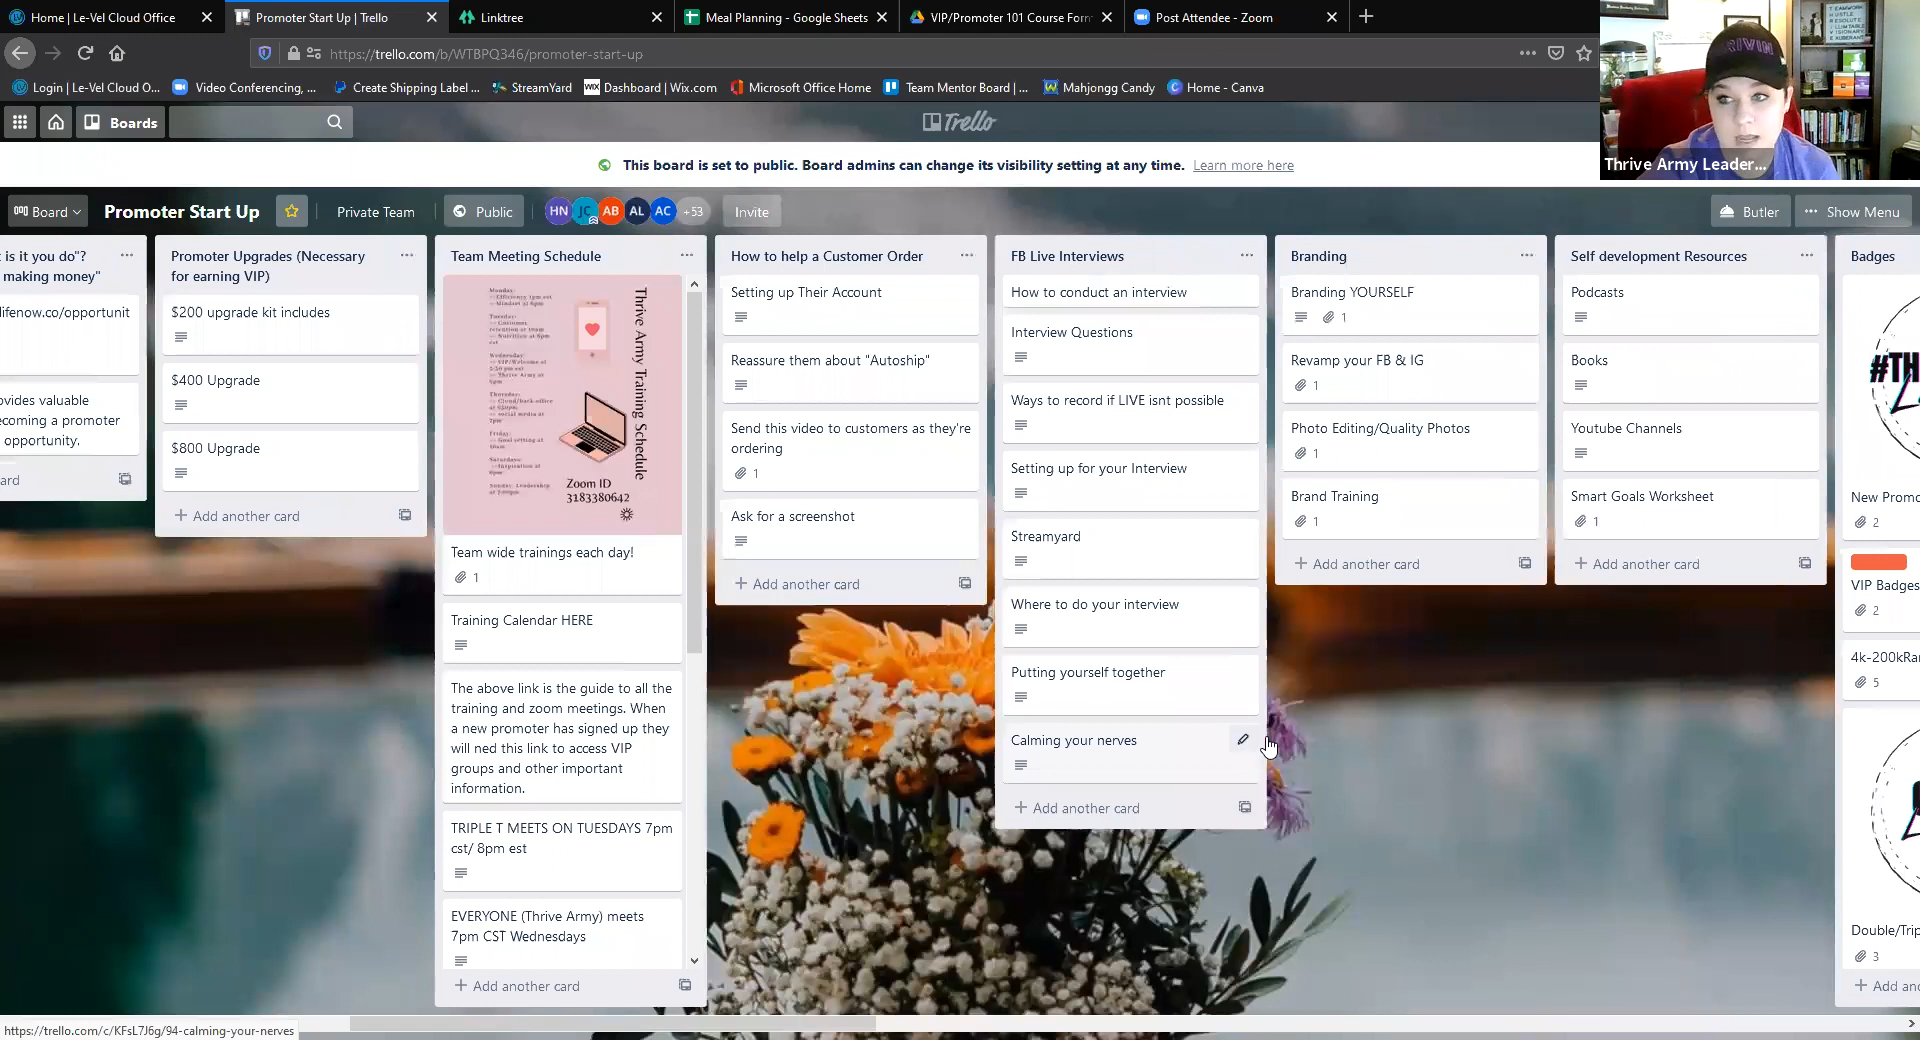 Home | Le-Vel Cloud Office
Promoter Start Up | Trello
Linktree
Meal Planning - Google Sheets
VIP/Promoter 101 Course Forn
Post Attendee - Zoom
https://trello.com/b/WTBPQ346/promoter-start-up
Login | Le-Vel Cloud O...
Video Conferencing, ...
Create Shipping Label ...
StreamYard
WIX Dashboard | Wix.com
Microsoft Office Home
Team Mentor Board | ...
Mahjongg Candy
Home - Canva
Boards
Trello
Thrive Army Leader...
This board is set to public. Board admins can change its visibility setting at any time. Learn more here
Board
Promoter Start Up
Private Team
Public
HN
JC
AB
AL
AC
+53
Invite
Butler
Show Menu
is it you do"?
making money"
lifenow.co/opportunit
ovides valuable
ecoming a promoter
opportunity.
ard
Promoter Upgrades (Necessary
for earning VIP)
$200 upgrade kit includes
$400 Upgrade
$800 Upgrade
+ Add another card
Team Meeting Schedule
Thrive Army Training Schedule
Monday:
Tuesday:
Wednesday:
Thursday:
Friday:
Saturday:
Zoom ID
3183380642
Team wide trainings each day!
1
Training Calendar HERE
The above link is the guide to all the
training and zoom meetings. When
a new promoter has signed up they
will ned this link to access VIP
groups and other important
information.
TRIPLE T MEETS ON TUESDAYS 7pm
cst/ 8pm est
EVERYONE (Thrive Army) meets
7pm CST Wednesdays
+ Add another card
How to help a Customer Order
Setting up Their Account
Reassure them about "Autoship"
Send this video to customers as they're
ordering
1
Ask for a screenshot
+ Add another card
FB Live Interviews
How to conduct an interview
Interview Questions
Ways to record if LIVE isnt possible
Setting up for your Interview
Streamyard
Where to do your interview
Putting yourself together
Calming your nerves
+ Add another card
Branding
Branding YOURSELF
1
Revamp your FB & IG
1
Photo Editing/Quality Photos
1
Brand Training
1
+ Add another card
Self development Resources
Podcasts
Books
Youtube Channels
Smart Goals Worksheet
1
+ Add another card
Badges
#TH
New Promo
2
VIP Badges
2
4k-200kRa
5
Double/Trip
3
+ Add an
https://trello.com/c/KFsL7J6g/94-calming-your-nerves